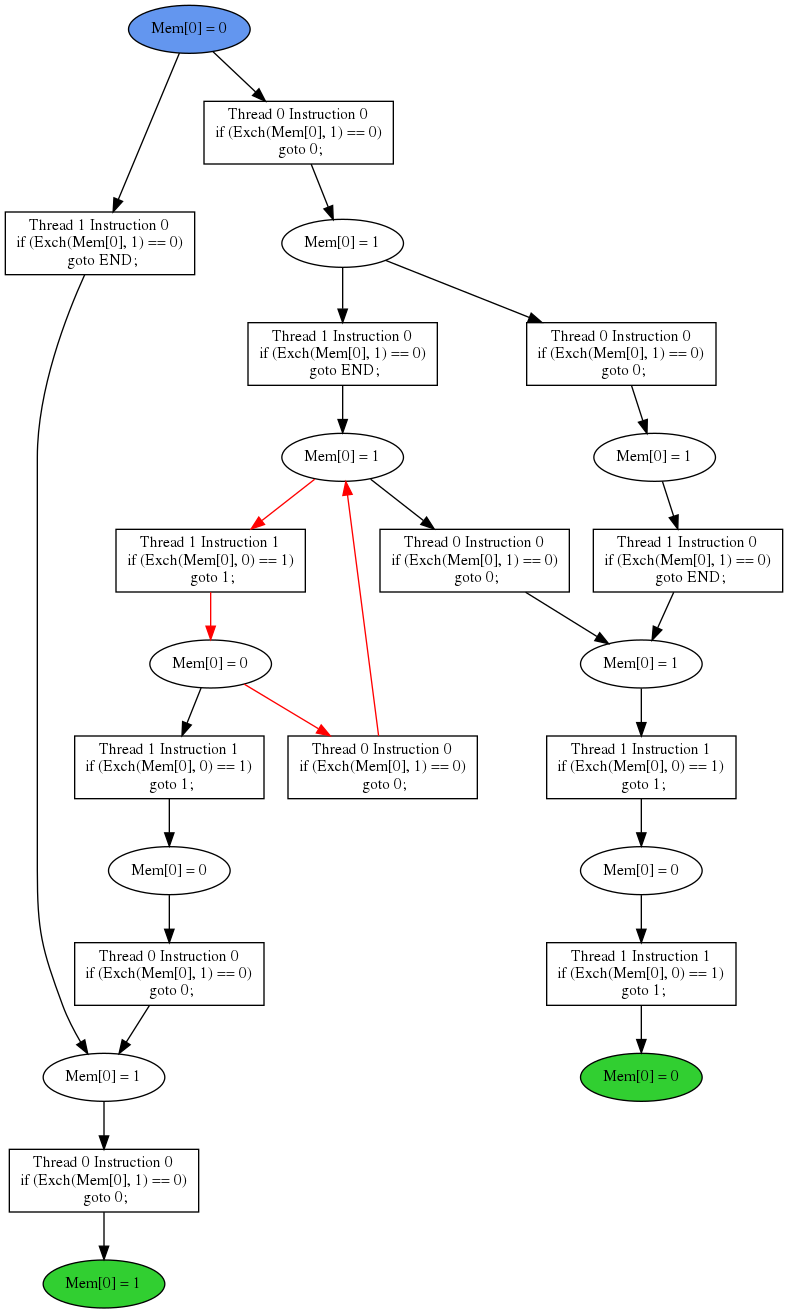 Mem[0] = 0
Thread 0 Instruction 0
if (Exch(Mem[0], 1) == 0)
goto 0;
Thread 1 Instruction 0
if (Exch(Mem[0], 1) == 0)
goto END;
Mem[0] = 1
Thread 1 Instruction 0
if (Exch(Mem[0], 1) == 0)
goto END;
Thread 0 Instruction 0
if (Exch(Mem[0], 1) == 0)
goto 0;
Mem[0] = 1
Mem[0] = 1
Thread 1 Instruction 1
if (Exch(Mem[0], 0) == 1)
goto 1;
Thread 0 Instruction 0
if (Exch(Mem[0], 1) == 0)
goto 0;
Thread 1 Instruction 0
if (Exch(Mem[0], 1) == 0)
goto END;
Mem[0] = 0
Mem[0] = 1
Thread 1 Instruction 1
if (Exch(Mem[0], 0) == 1)
goto 1;
Thread 0 Instruction 0
if (Exch(Mem[0], 1) == 0)
goto 0;
Thread 1 Instruction 1
if (Exch(Mem[0], 0) == 1)
goto 1;
Mem[0] = 0
Mem[0] = 0
Thread 0 Instruction 0
if (Exch(Mem[0], 1) == 0)
goto 0;
Thread 1 Instruction 1
if (Exch(Mem[0], 0) == 1)
goto 1;
Mem[0] = 1
Mem[0] = 0
Thread 0 Instruction 0
if (Exch(Mem[0], 1) == 0)
goto 0;
Mem[0] = 1